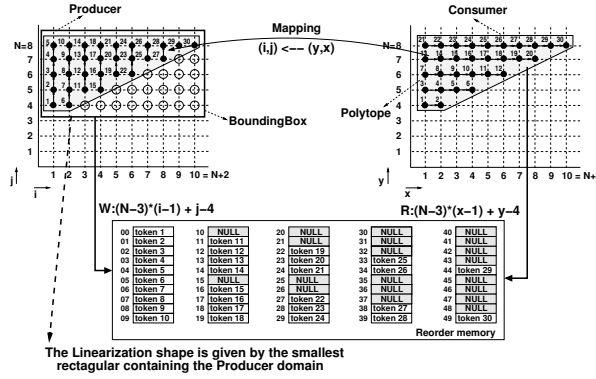 Producer
Consumer
Mapping
(i,j) <-- (y,x)
N=8
7
6
5
4
3
2
1
N=8
7
6
5
4
3
2
1
BoundingBox
Polytope
j
i
1 2 3 4 5 6 7 8 9 10 = N+2
y
x
1 2 3 4 5 6 7 8 9 10 = N+
W:(N-3)*(i-1) + j-4
R:(N-3)*(x-1) + y-4
00 token 1 10 NULL 20 NULL 30 NULL 40 NULL
01 token 2 11 token 11 21 NULL 31 NULL 41 NULL
02 token 3 12 token 12 22 token 19 32 NULL 42 NULL
03 token 4 13 token 13 23 token 20 33 token 25 43 NULL
04 token 5 14 token 14 24 token 21 34 token 26 44 token 29
05 token 6 15 NULL 25 NULL 35 NULL 45 NULL
06 token 7 16 token 15 26 NULL 36 NULL 46 NULL
07 token 8 17 token 16 27 token 22 37 NULL 47 NULL
08 token 9 18 token 17 28 token 23 38 token 27 48 NULL
09 token 10 19 token 18 29 token 24 39 token 28 49 token 30
Reorder memory
The Linearization shape is given by the smallest
rectagular containing the Producer domain